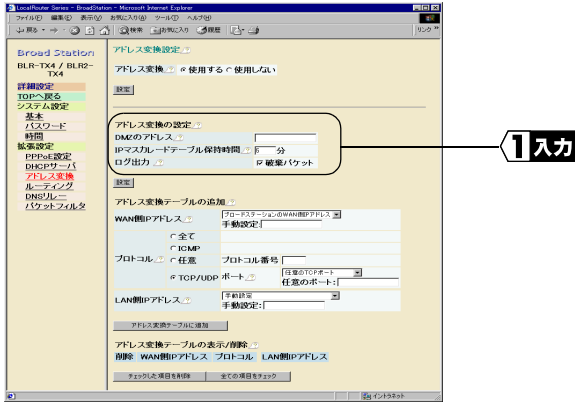 LocalRouter Series - BroadStation - Microsoft Internet Explorer
ファイル(F) 編集(E) 表示(V) お気に入り(A) ツール(T) ヘルプ(H)
戻る 検索 お気に入り 履歴 リンク
Broad Station
BLR-TX4 / BLR2-TX4
詳細設定
TOPへ戻る
システム設定
基本
パスワード
時間
拡張設定
PPPoE設定
DHCPサーバ
アドレス変換
ルーティング
DNSリレー
パケットフィルタ
アドレス変換設定
アドレス変換 使用する 使用しない
設定
アドレス変換の設定
DMZのアドレス
IPマスカレードテーブル保持時間 6 分
ログ出力 破棄パケット
1 入力
設定
アドレス変換テーブルの追加
WAN側IPアドレス ブロードステーションのWAN側IPアドレス
手動設定:
プロトコル
全て
ICMP
任意 プロトコル番号
TCP/UDP ポート 任意のTCPポート
任意のポート:
LAN側IPアドレス 手動設定
手動設定:
アドレス変換テーブルに追加
アドレス変換テーブルの表示/削除
削除 WAN側IPアドレス プロトコル LAN側IPアドレス
チェックした項目を削除 全ての項目をチェック
イントラネット